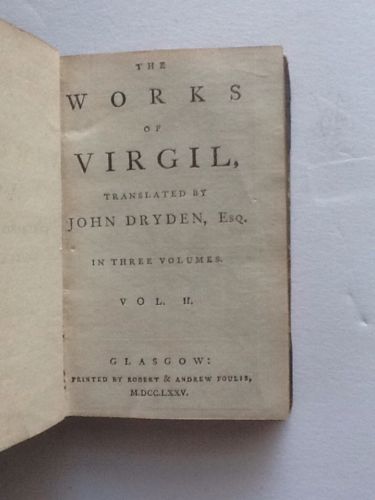 THE
WORKS
OF
VIRGIL,
TRANSLATED BY
JOHN DRYDEN, Esq.
IN THREE VOLUMES.
VOL. II.
GLASGOW:
PRINTED BY ROBERT & ANDREW FOULIS,
M.DCC.LXXV.